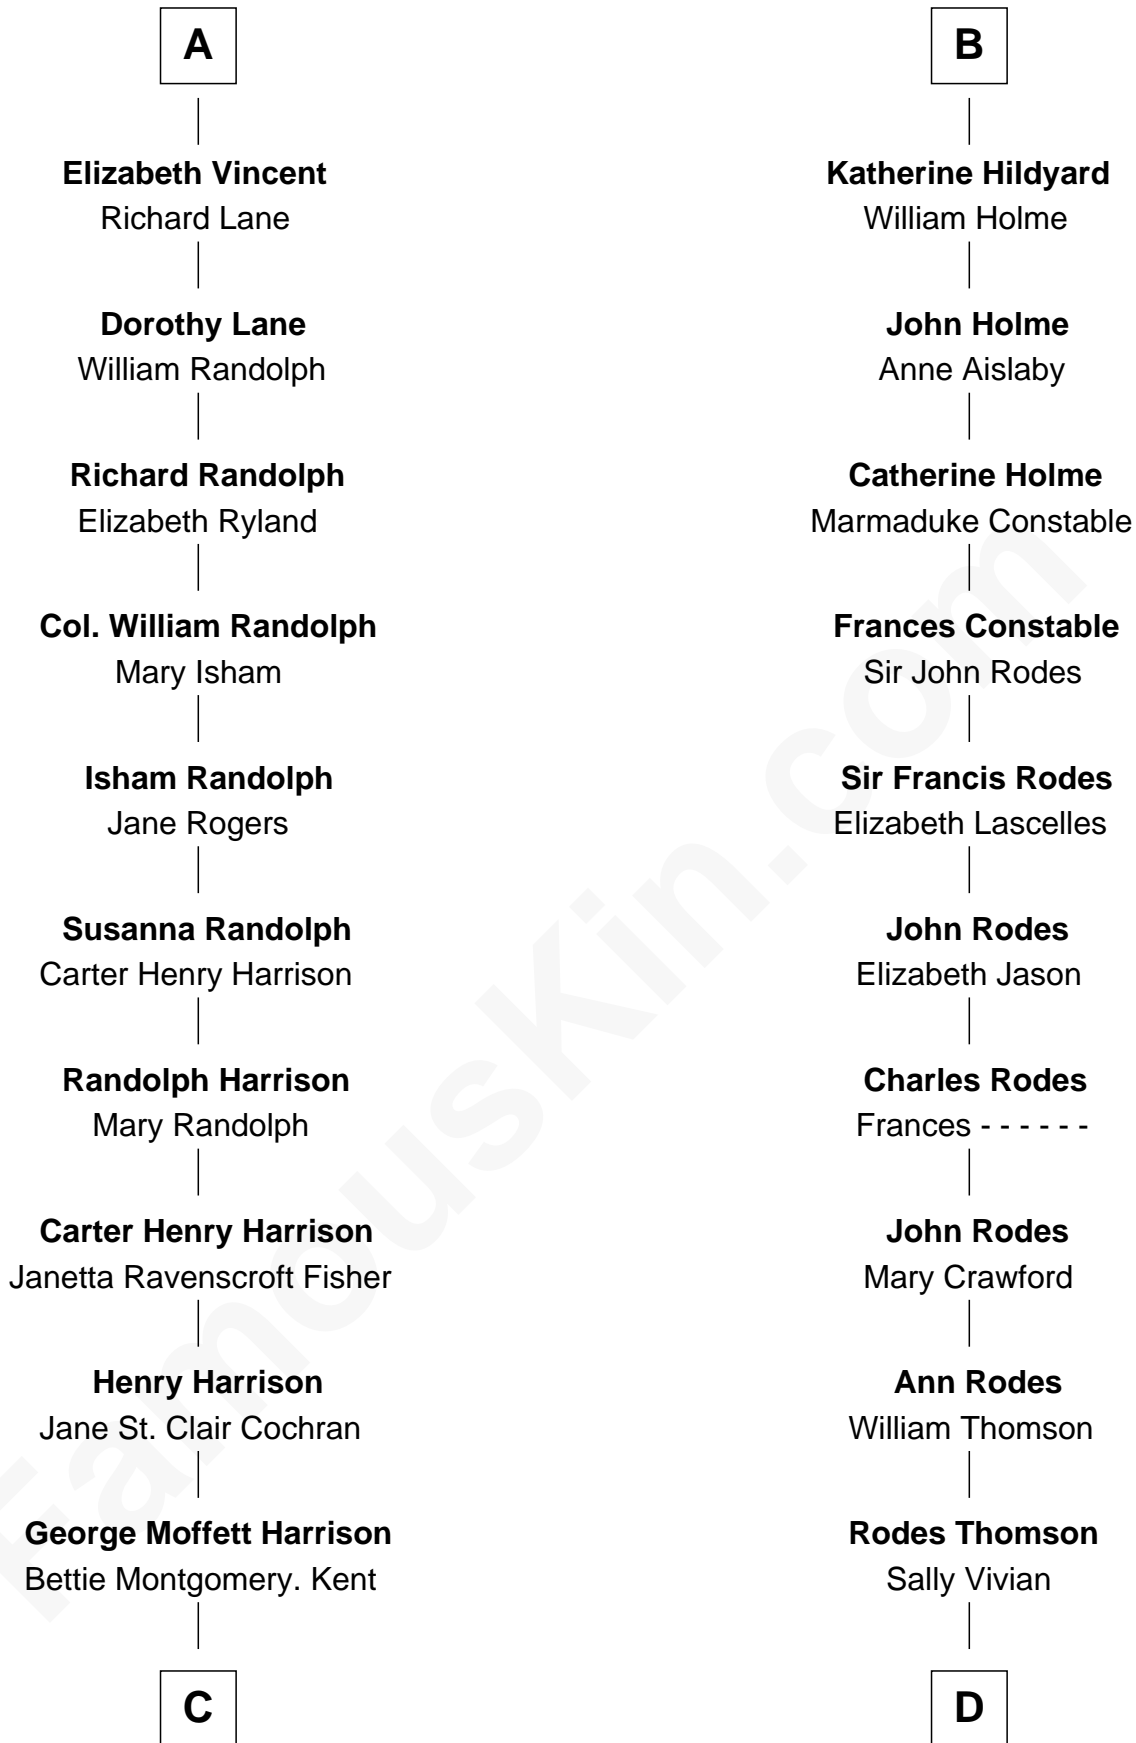 A
Elizabeth Vincent
Richard Lane
Dorothy Lane
William Randolph
Richard Randolph
Elizabeth Ryland
Col. William Randolph
Mary Isham
Isham Randolph
Jane Rogers
Susanna Randolph
Carter Henry Harrison
Randolph Harrison
Mary Randolph
Carter Henry Harrison
Janetta Ravenscroft Fisher
Henry Harrison
Jane St. Clair Cochran
George Moffett Harrison
Bettie Montgomery. Kent
C
B
Katherine Hildyard
William Holme
John Holme
Anne Aislaby
Catherine Holme
Marmaduke Constable
Frances Constable
Sir John Rodes
Sir Francis Rodes
Elizabeth Lascelles
John Rodes
Elizabeth Jason
Charles Rodes
Frances - - - - - -
John Rodes
Mary Crawford
Ann Rodes
William Thomson
Rodes Thomson
Sally Vivian
D
FamousKin.com